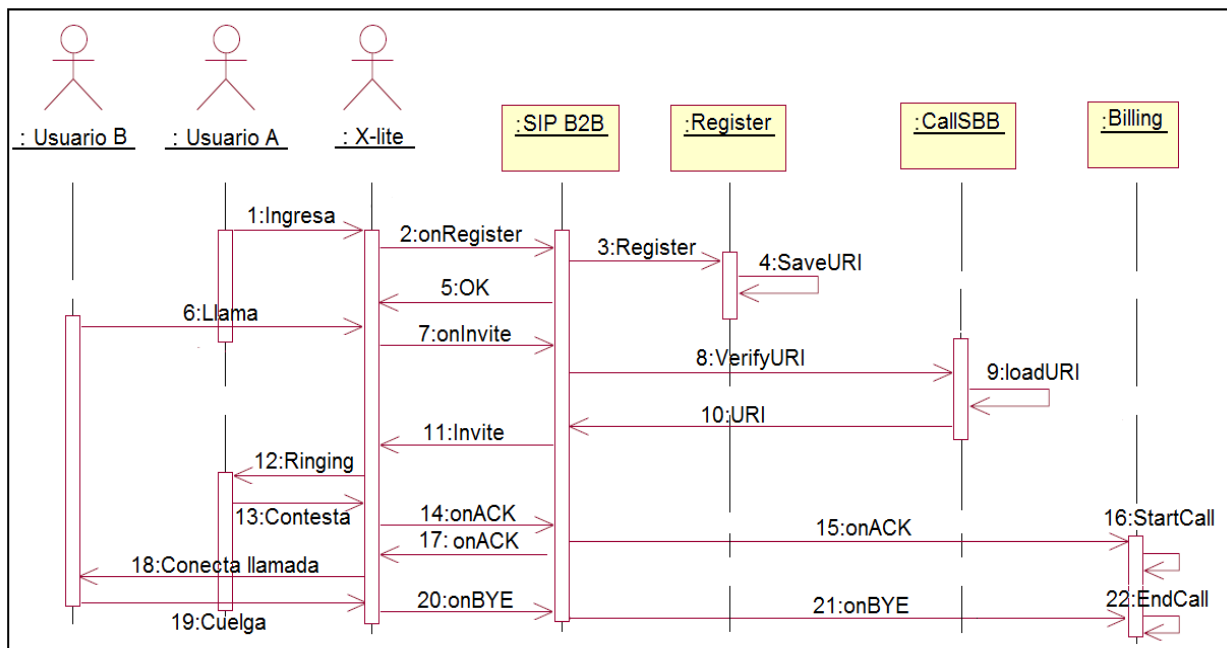 : Usuario B
: Usuario A
: X-lite
:SIP B2B
:Register
:CallSBB
:Billing
1:Ingresa
2:onRegister
3:Register
4:SaveURI
5:OK
6:Llama
7:onInvite
8:VerifyURI
9:loadURI
10:URI
11:Invite
12:Ringing
13:Contesta
14:onACK
15:onACK
16:StartCall
17: onACK
18:Conecta llamada
19:Cuelga
20:onBYE
21:onBYE
22:EndCall